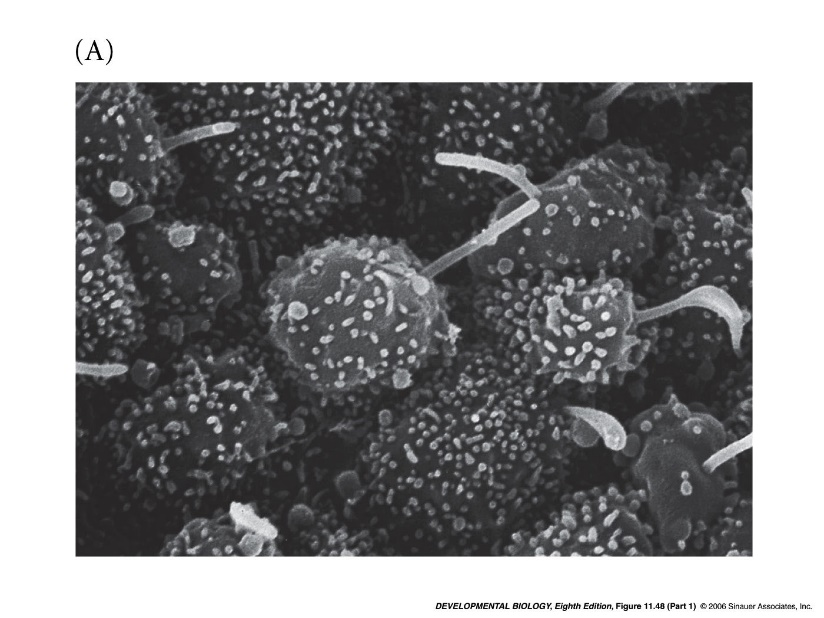 (A)
DEVELOPMENTAL BIOLOGY, Eighth Edition, Figure 11.48 (Part 1) © 2006 Sinauer Associates, Inc.